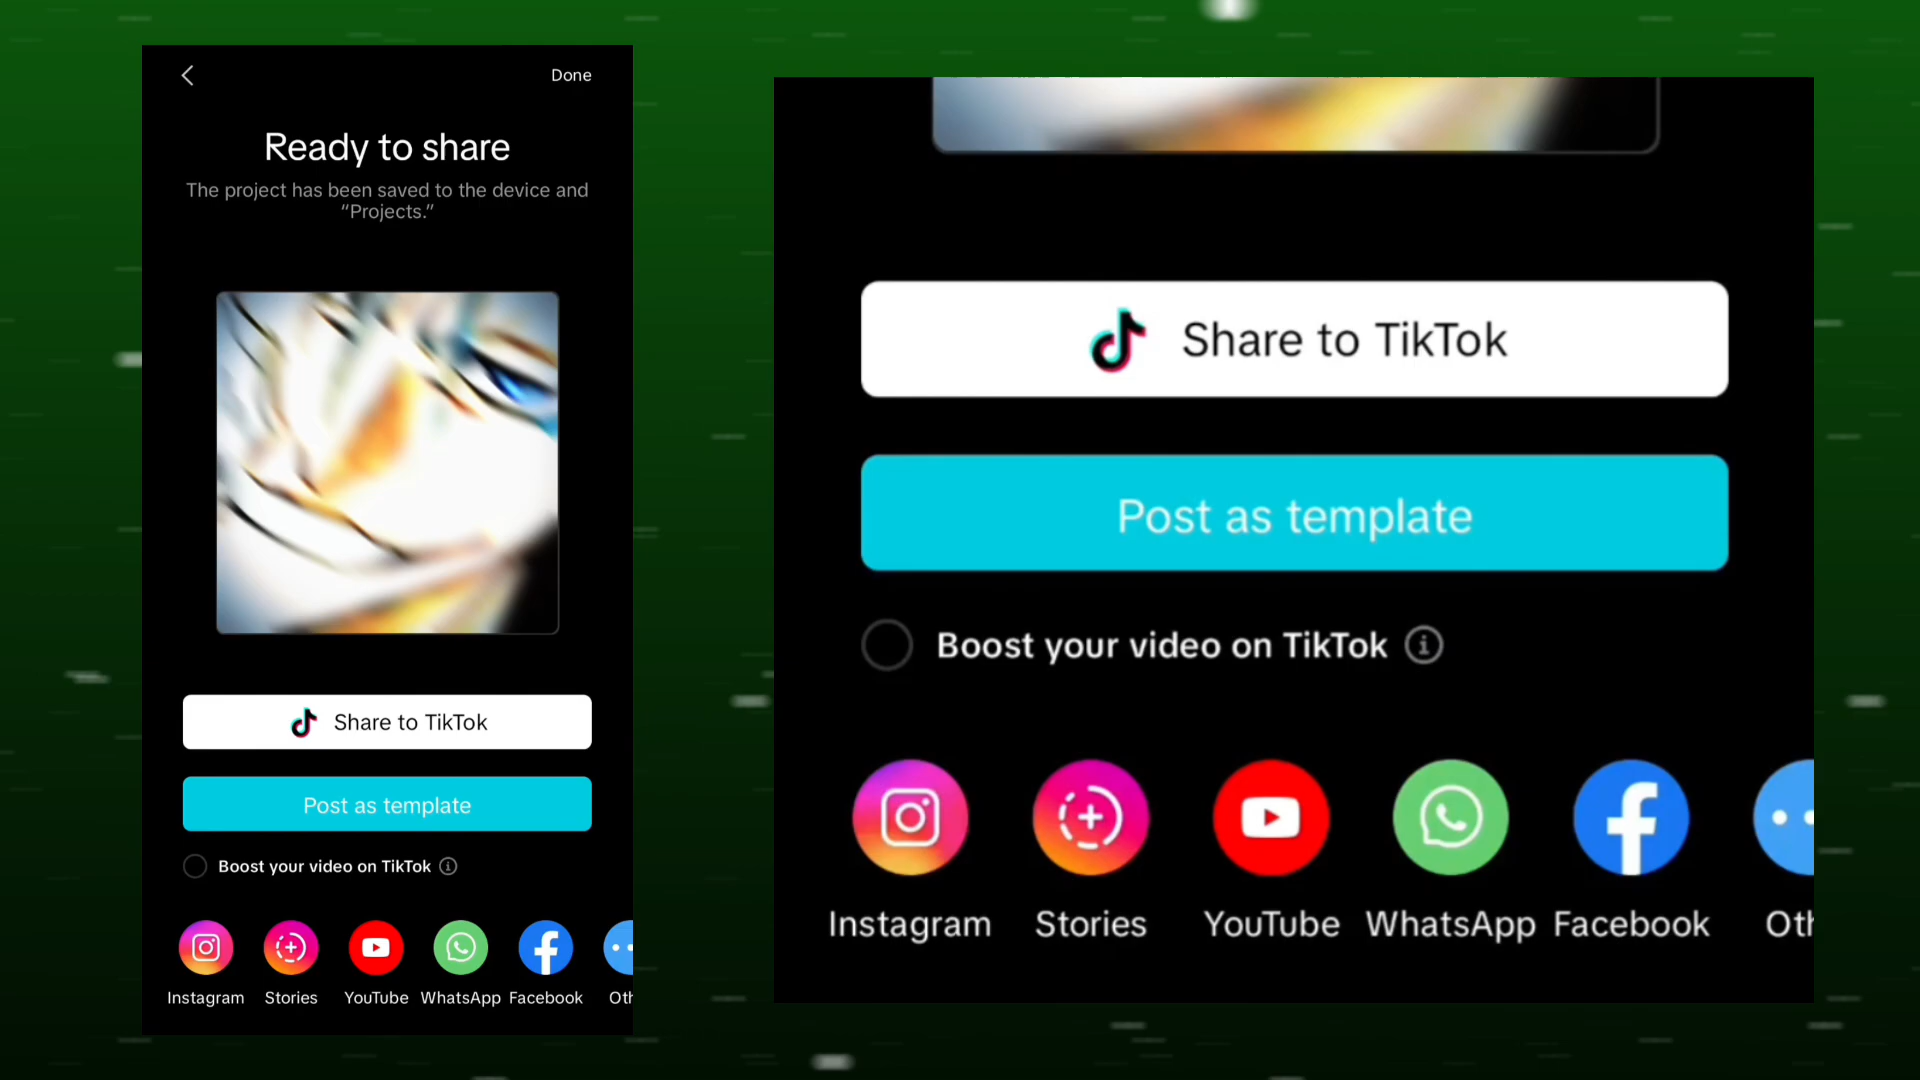 Done
Ready to share
The project has been saved to the device and
“Projects.”
Share to TikTok
Post as template
Boost your video on TikTok
Instagram Stories YouTube WhatsApp Facebook Oth
Share to TikTok
Post as template
Boost your video on TikTok
Instagram Stories YouTube WhatsApp Facebook Oth